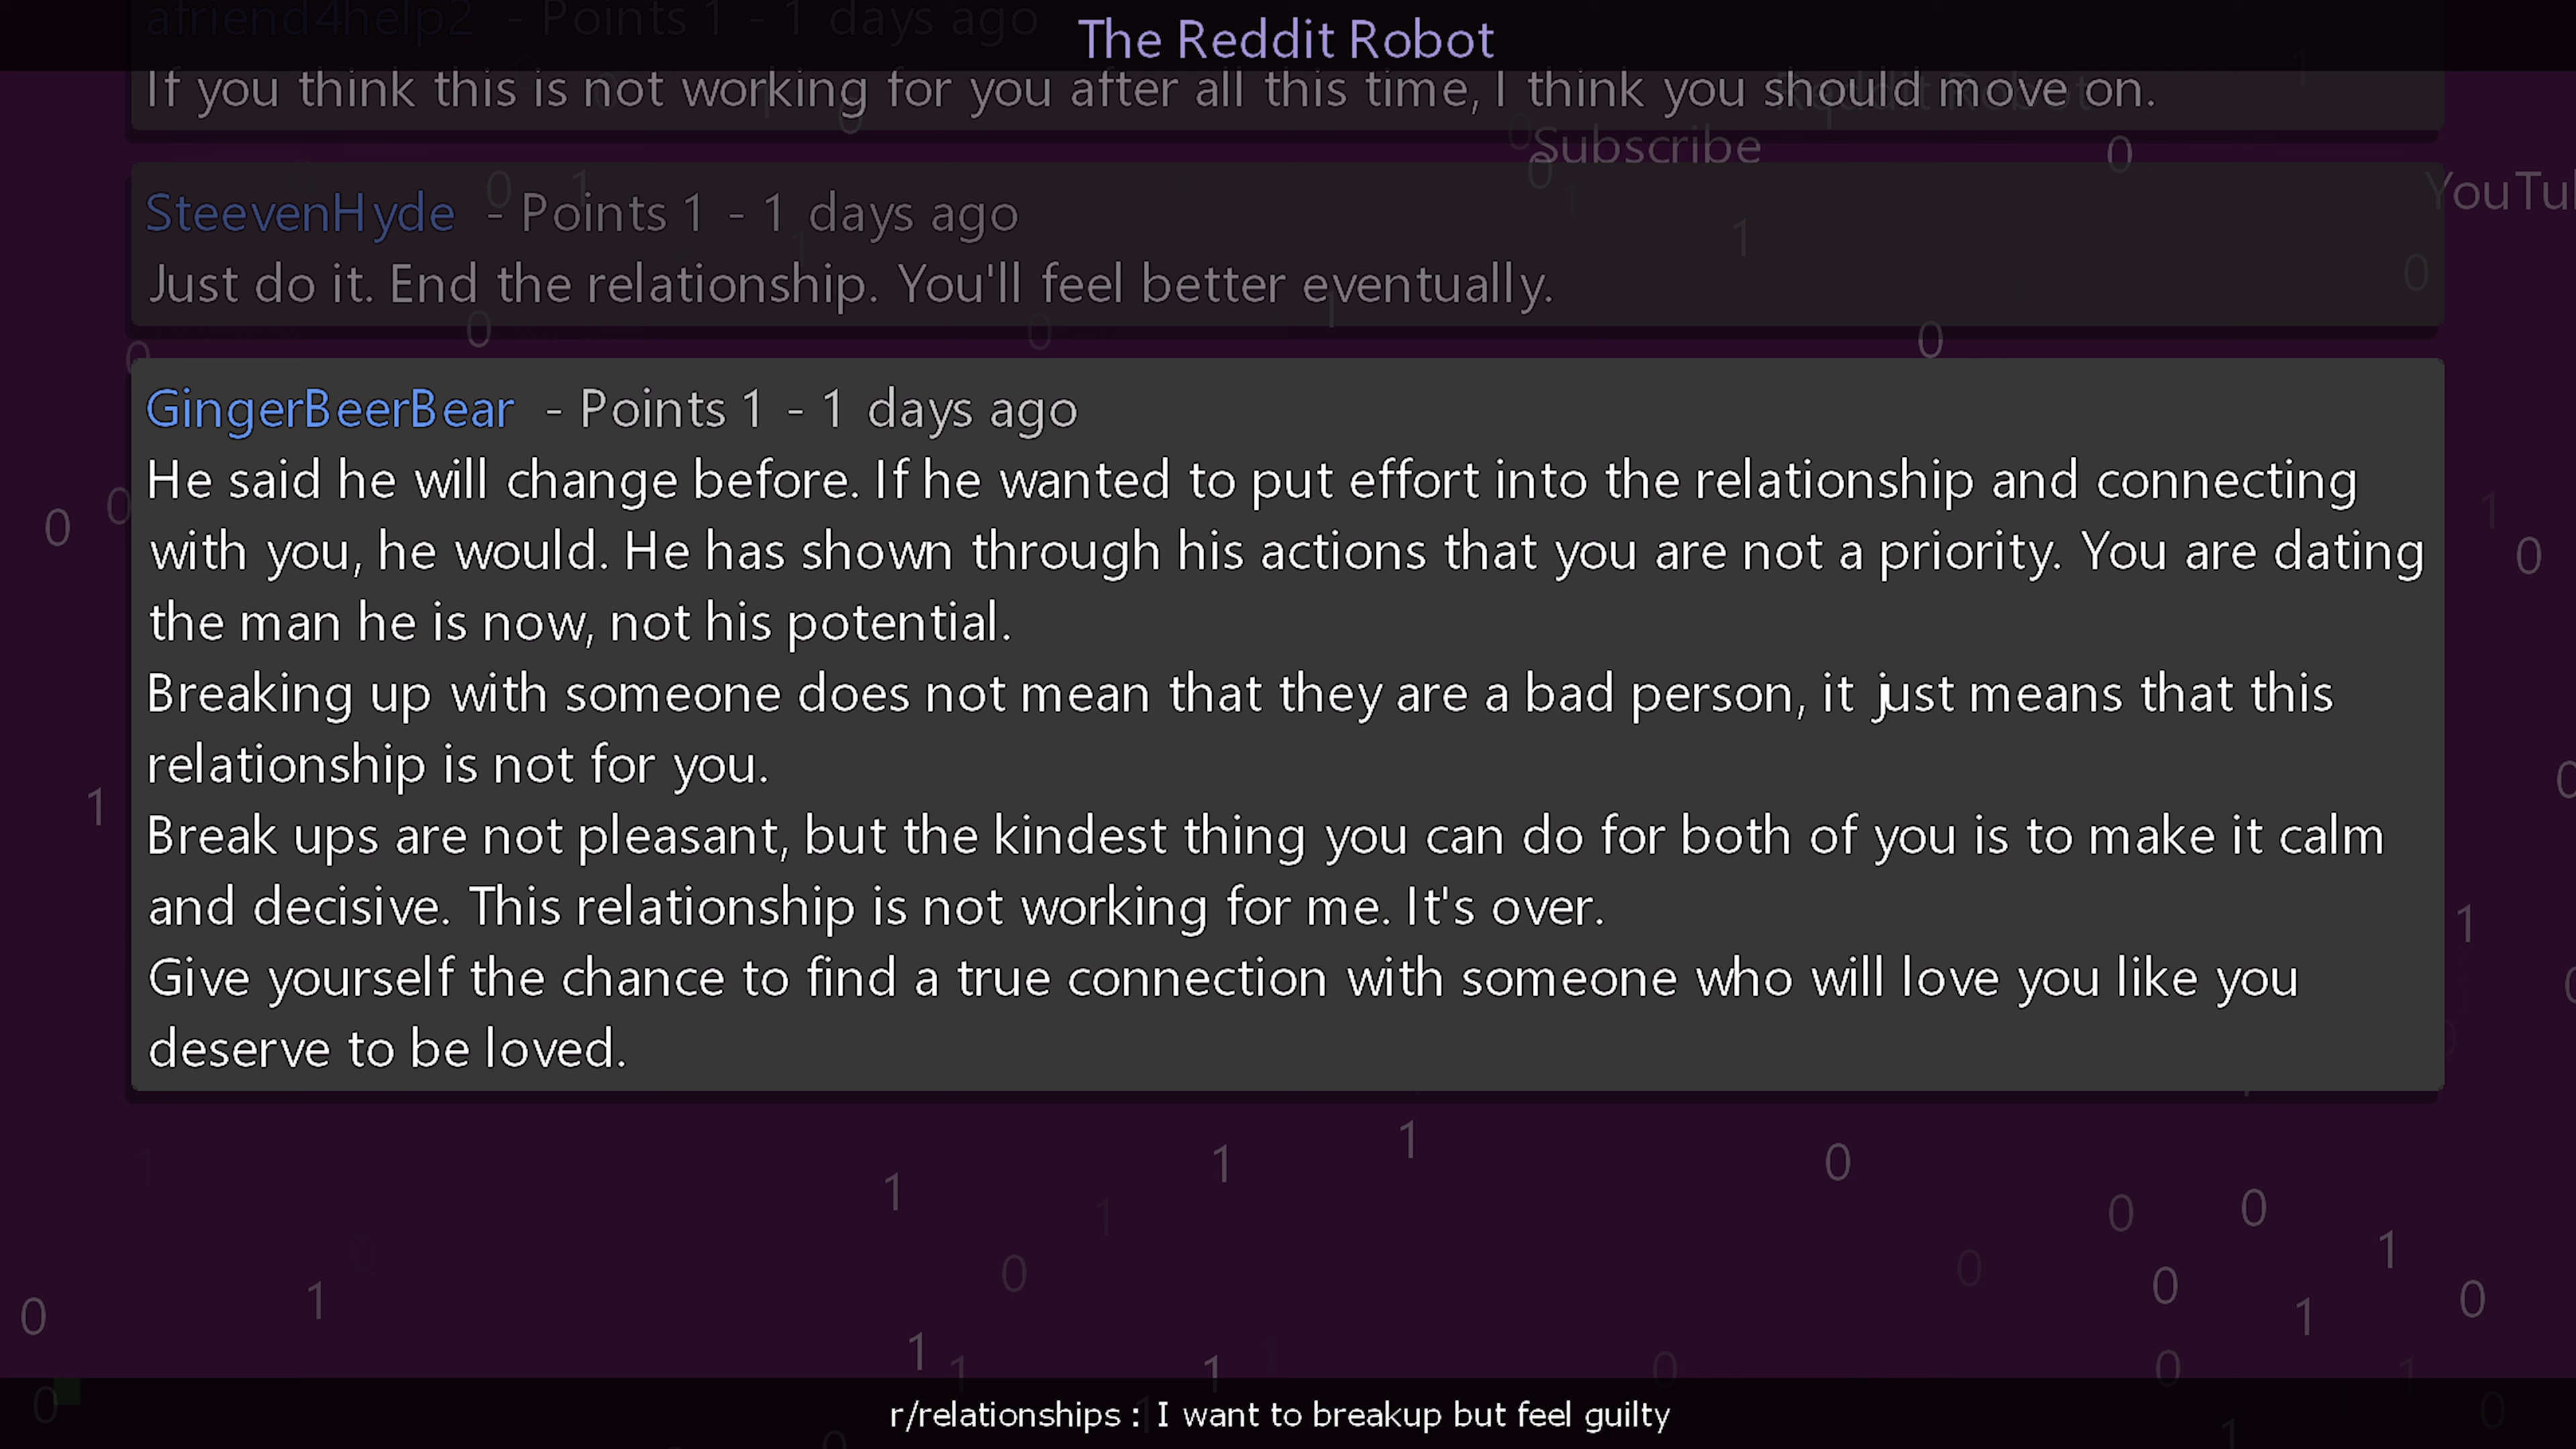 The Reddit Robot
afriend4help2 - Points 1 - 1 days ago
If you think this is not working for you after all this time, I think you should move on.
Subscribe
SteevenHyde - Points 1 - 1 days ago
Just do it. End the relationship. You'll feel better eventually.
GingerBeerBear - Points 1 - 1 days ago
He said he will change before. If he wanted to put effort into the relationship and connecting
with you, he would. He has shown through his actions that you are not a priority. You are dating
the man he is now, not his potential.
Breaking up with someone does not mean that they are a bad person, it just means that this
relationship is not for you.
Break ups are not pleasant, but the kindest thing you can do for both of you is to make it calm
and decisive. This relationship is not working for me. It's over.
Give yourself the chance to find a true connection with someone who will love you like you
deserve to be loved.
r/relationships : I want to breakup but feel guilty